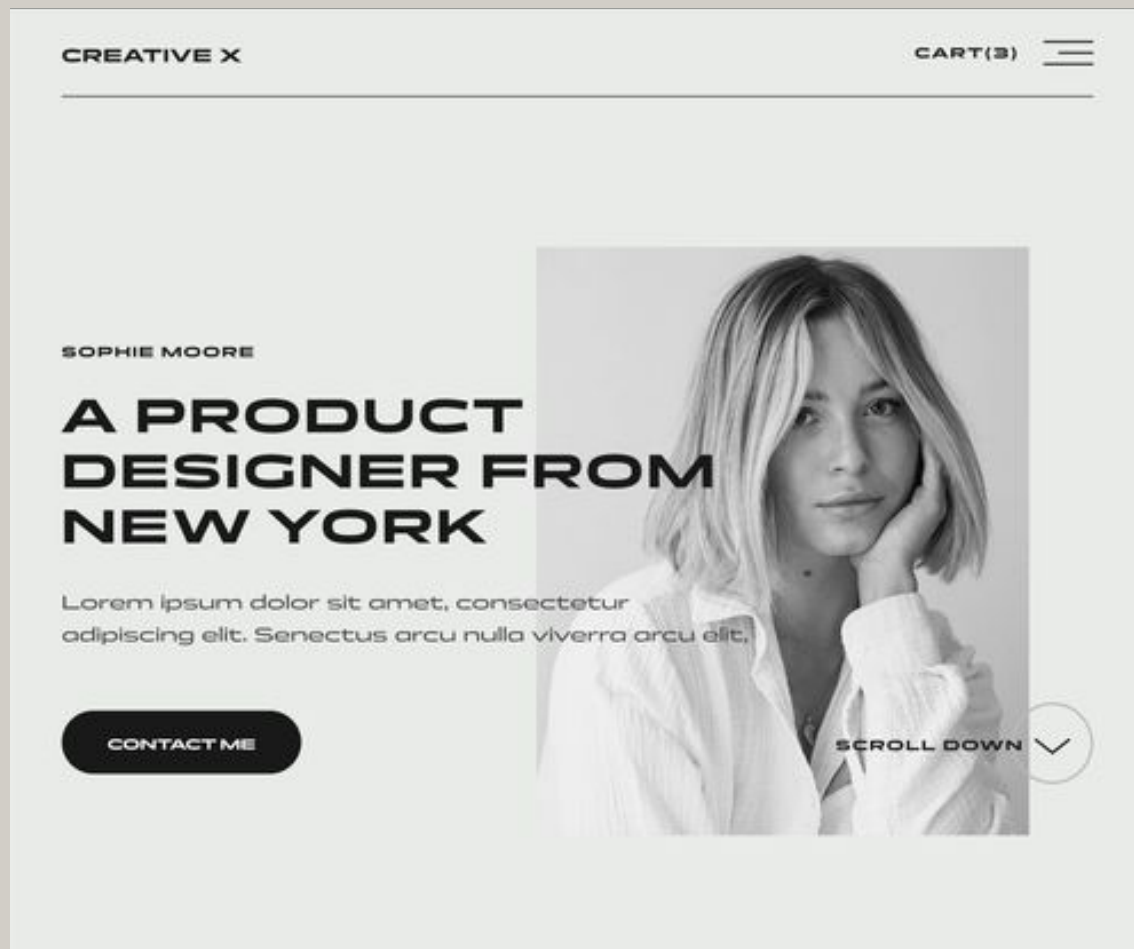 CREATIVE X
CART(3)
SOPHIE MOORE
A PRODUCT
DESIGNER FROM
NEW YORK
Lorem ipsum dolor sit amet, consectetur
adipiscing elit. Senectus arcu nulla viverra arcu elit,
CONTACT ME
SCROLL DOWN